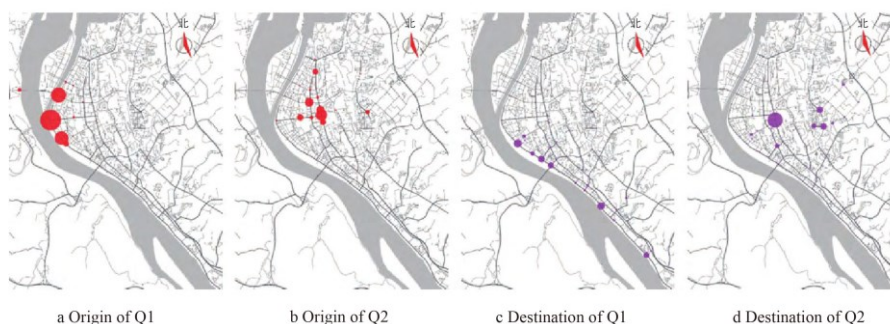 北 北 北 北
a Origin of Q1 b Origin of Q2 c Destination of Q1 d Destination of Q2